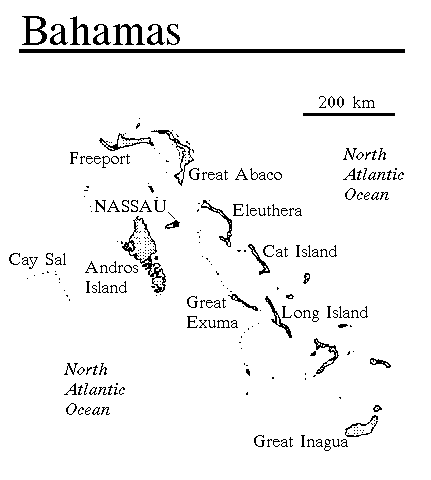 Bahamas
200 km
North
Atlantic
Ocean
Freeport
Great Abaco
NASSAU
Eleuthera
Cat Island
Cay Sal
Andros
Island
Great
Exuma
Long Island
North
Atlantic
Ocean
Great Inagua